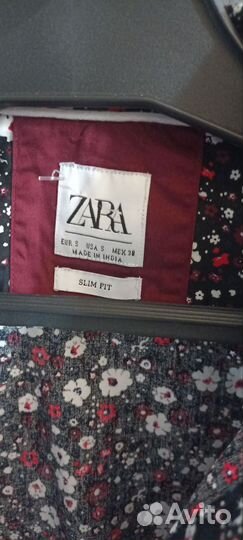 ZARA
EUR S USA S MEX 38
MADE IN INDIA
SLIM FIT
Avito